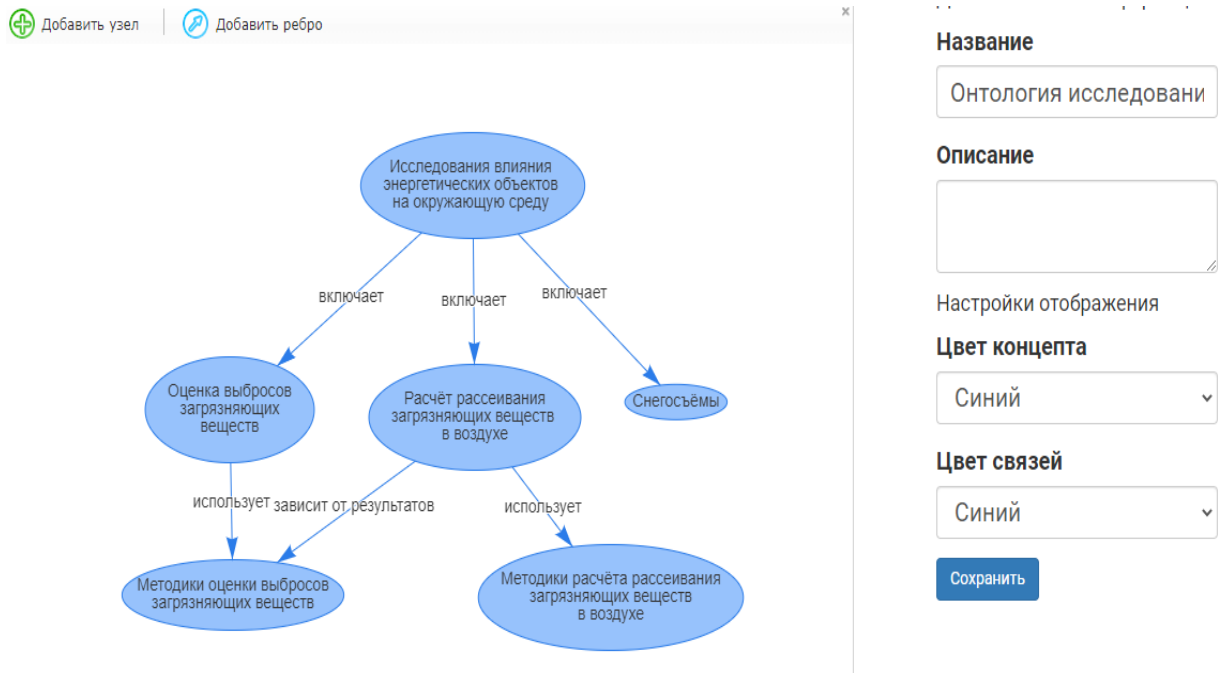 Добавить узел
Добавить ребро
Исследования влияния
энергетических объектов
на окружающую среду
включает
включает
включает
Оценка выбросов
загрязняющих
веществ
Расчёт рассеивания
загрязняющих веществ
в воздухе
Снегосъёмы
использует
зависит от результатов
использует
Методики оценки выбросов
загрязняющих веществ
Методики расчёта рассеивания
загрязняющих веществ
в воздухе
Название
Онтология исследовани
Описание
Настройки отображения
Цвет концепта
Синий
Цвет связей
Синий
Сохранить